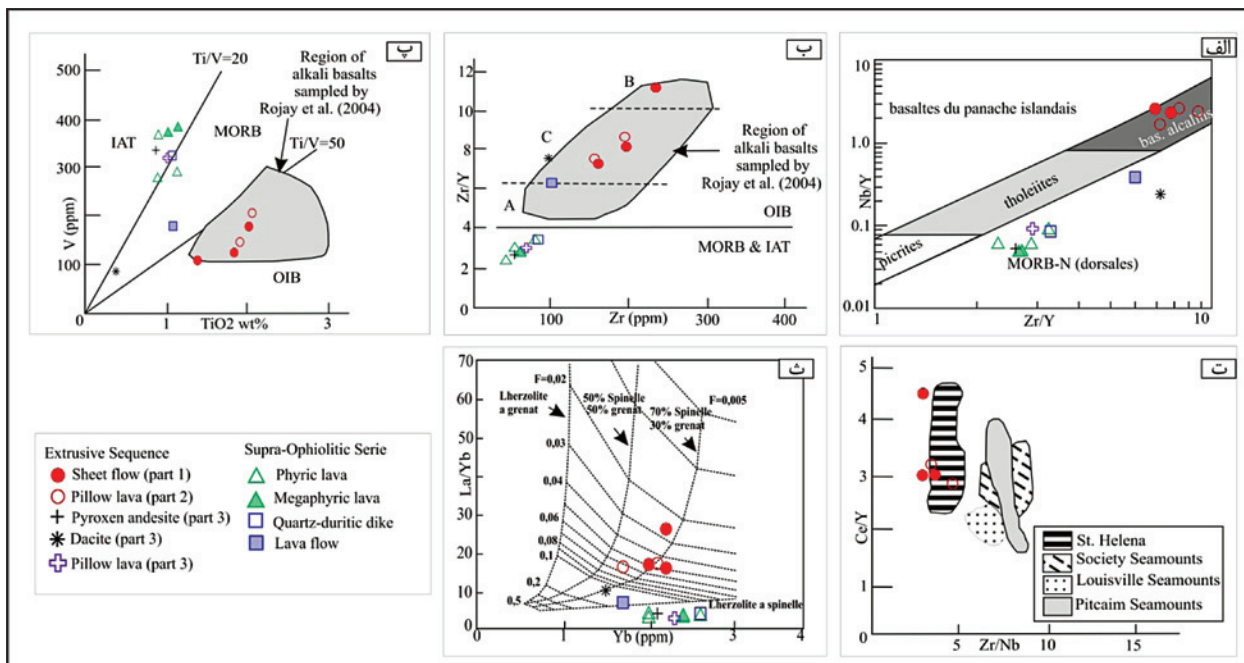 پ
500
400
300
200
100
0
V (ppm)
Ti/V=20
IAT
MORB
Region of
alkali basalts
sampled by
Rojay et al.
(2004)
Ti/V=50
OIB
1
TiO2 wt%
3
ب
12
10
8
6
4
2
0
Zr/Y
A
B
C
Region of
alkali basalts
sampled by
Rojay et al.
(2004)
OIB
MORB & IAT
100
Zr (ppm)
300
400
الف
10
1.0
0.1
0.01
Nb/Y
basaltes du panache islandais
bas. alcalins
tholeiites
picrites
MORB-N (dorsales)
1
Zr/Y
10
Extrusive Sequence
Sheet flow (part 1)
Pillow lava (part 2)
Pyroxen andesite (part 3)
Dacite (part 3)
Pillow lava (part 3)
Supra-Ophiolitic Serie
Phyric lava
Megaphyric lava
Quartz-duritic dike
Lava flow
ث
70
60
50
40
30
20
10
0
La/Yb
F=0,02
Lherzolite
a grenat
50% Spinelle
50% grenat
70% Spinelle
30% grenat
F=0,005
0,03
0,04
0,06
0,08
0,1
0,2
0,5
Lherzolite a spinelle
0
1
Yb (ppm)
3
4
ت
5
4
3
Ce/Y
1
0
5
Zr/Nb
10
15
St. Helena
Society Seamounts
Louisville Seamounts
Pitcaim Seamounts